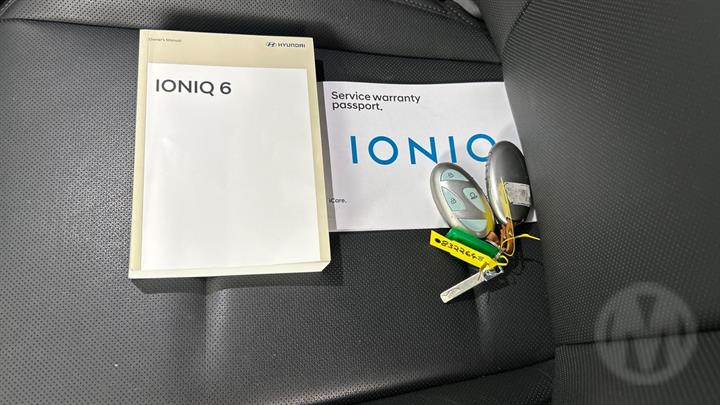 Owner's Manual
HYUNDAI
IONIQ 6
Service warranty
passport.
IONIQ
iCare.